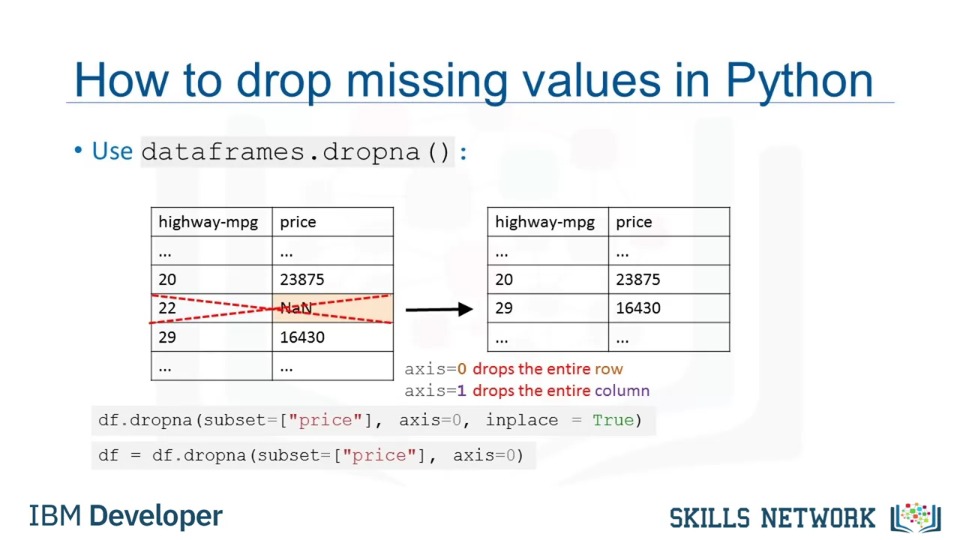 How to drop missing values in Python
• Use dataframes.dropna():
highway-mpg price
... ...
20 23875
22 NaN
29 16430
... ...
highway-mpg price
... ...
20 23875
29 16430
... ...
axis=0 drops the entire row
axis=1 drops the entire column
df.dropna(subset=["price"], axis=0, inplace = True)
df = df.dropna(subset=["price"], axis=0)
IBM Developer
SKILLS NETWORK